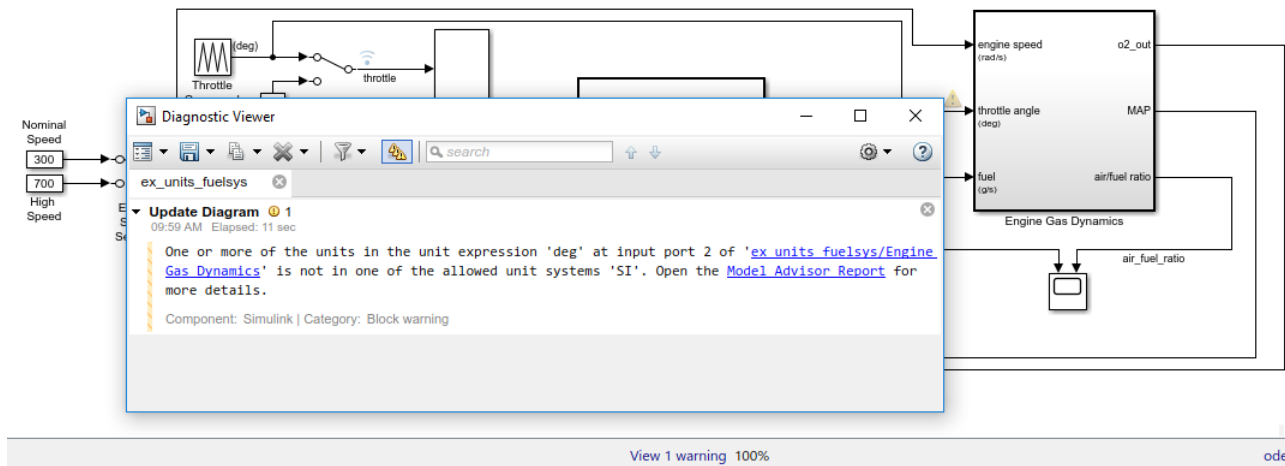 (deg)
Throttle
throttle
Nominal
Speed
300
700
High
Speed
engine speed
(rad/s)
o2_out
throttle angle
(deg)
MAP
fuel
(g/s)
air/fuel ratio
Engine Gas Dynamics
air_fuel_ratio
Diagnostic Viewer
search
ex_units_fuelsys
Update Diagram 1
09:59 AM Elapsed: 11 sec
One or more of the units in the unit expression 'deg' at input port 2 of 'ex_units_fuelsys/Engine
Gas Dynamics' is not in one of the allowed unit systems 'SI'. Open the Model Advisor Report for
more details.
Component: Simulink | Category: Block warning
View 1 warning 100%
ode